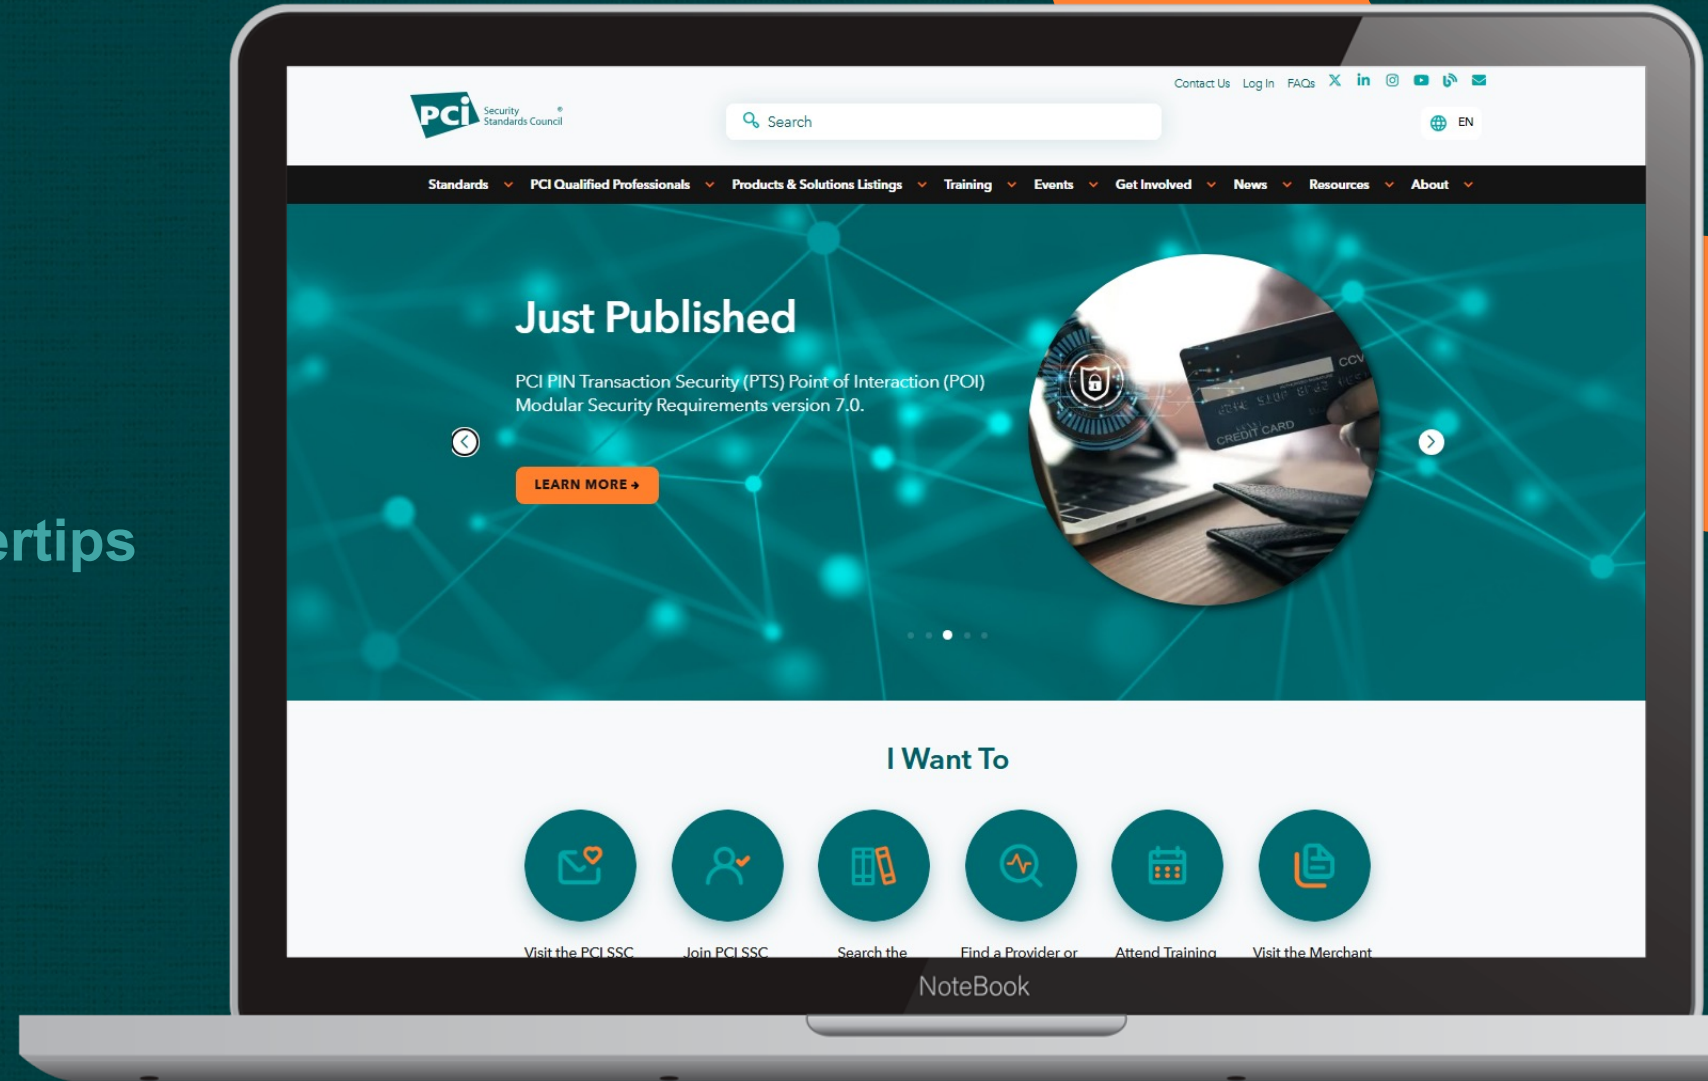 Contact Us Log In FAQs
PCI Security Standards Council ®
Search
EN
Standards PCI Qualified Professionals Products & Solutions Listings Training Events Get Involved News Resources About
Just Published
PCI PIN Transaction Security (PTS) Point of Interaction (POI)
Modular Security Requirements version 7.0.
CCV
CREDIT CARD
LEARN MORE →
ertips
I Want To
Visit the PCI SSC Join PCI SSC Search the Find a Provider or Attend Training Visit the Merchant
NoteBook